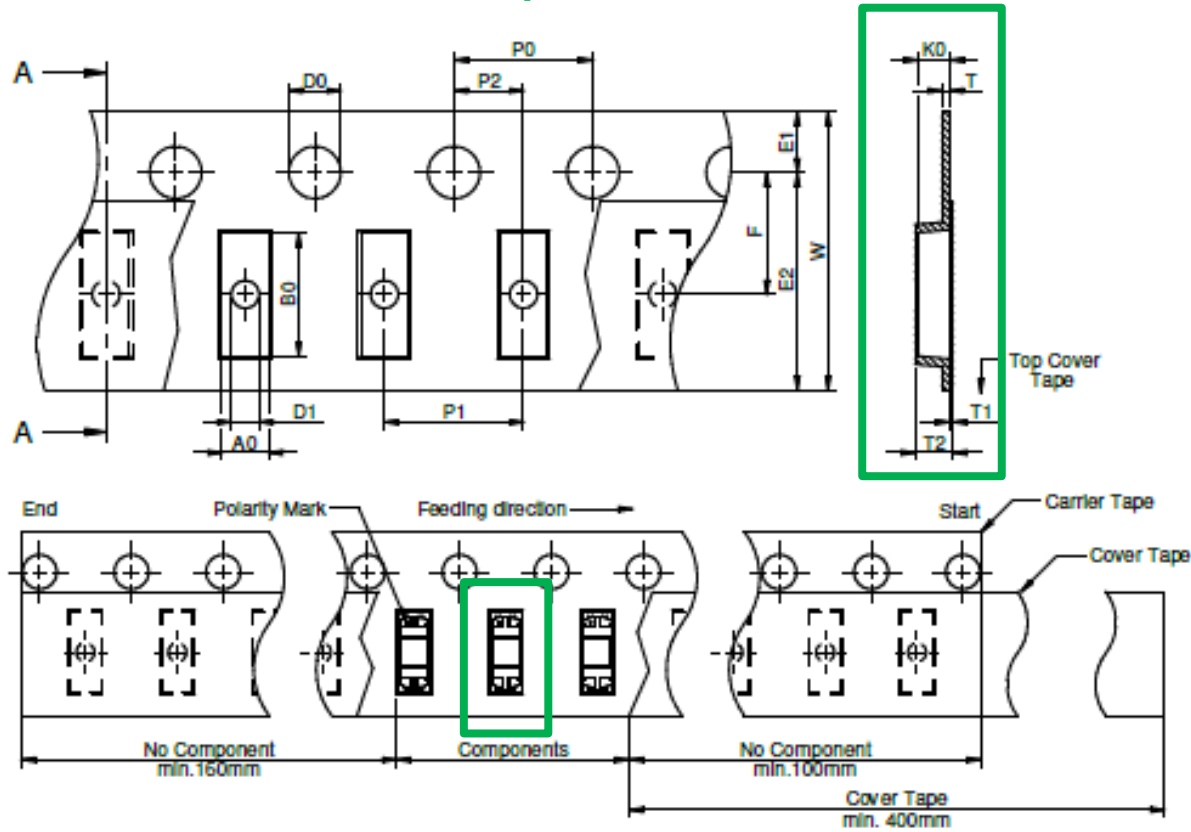 A
D0
P0
P2
K0
T
E1
F
E2
W
B0
D1
A0
P1
A
Top Cover
Tape
T1
T2
End
Polarity Mark
Feeding direction
Start
Carrier Tape
Cover Tape
No Component
min.160mm
Components
No Component
min.100mm
Cover Tape
min. 400mm